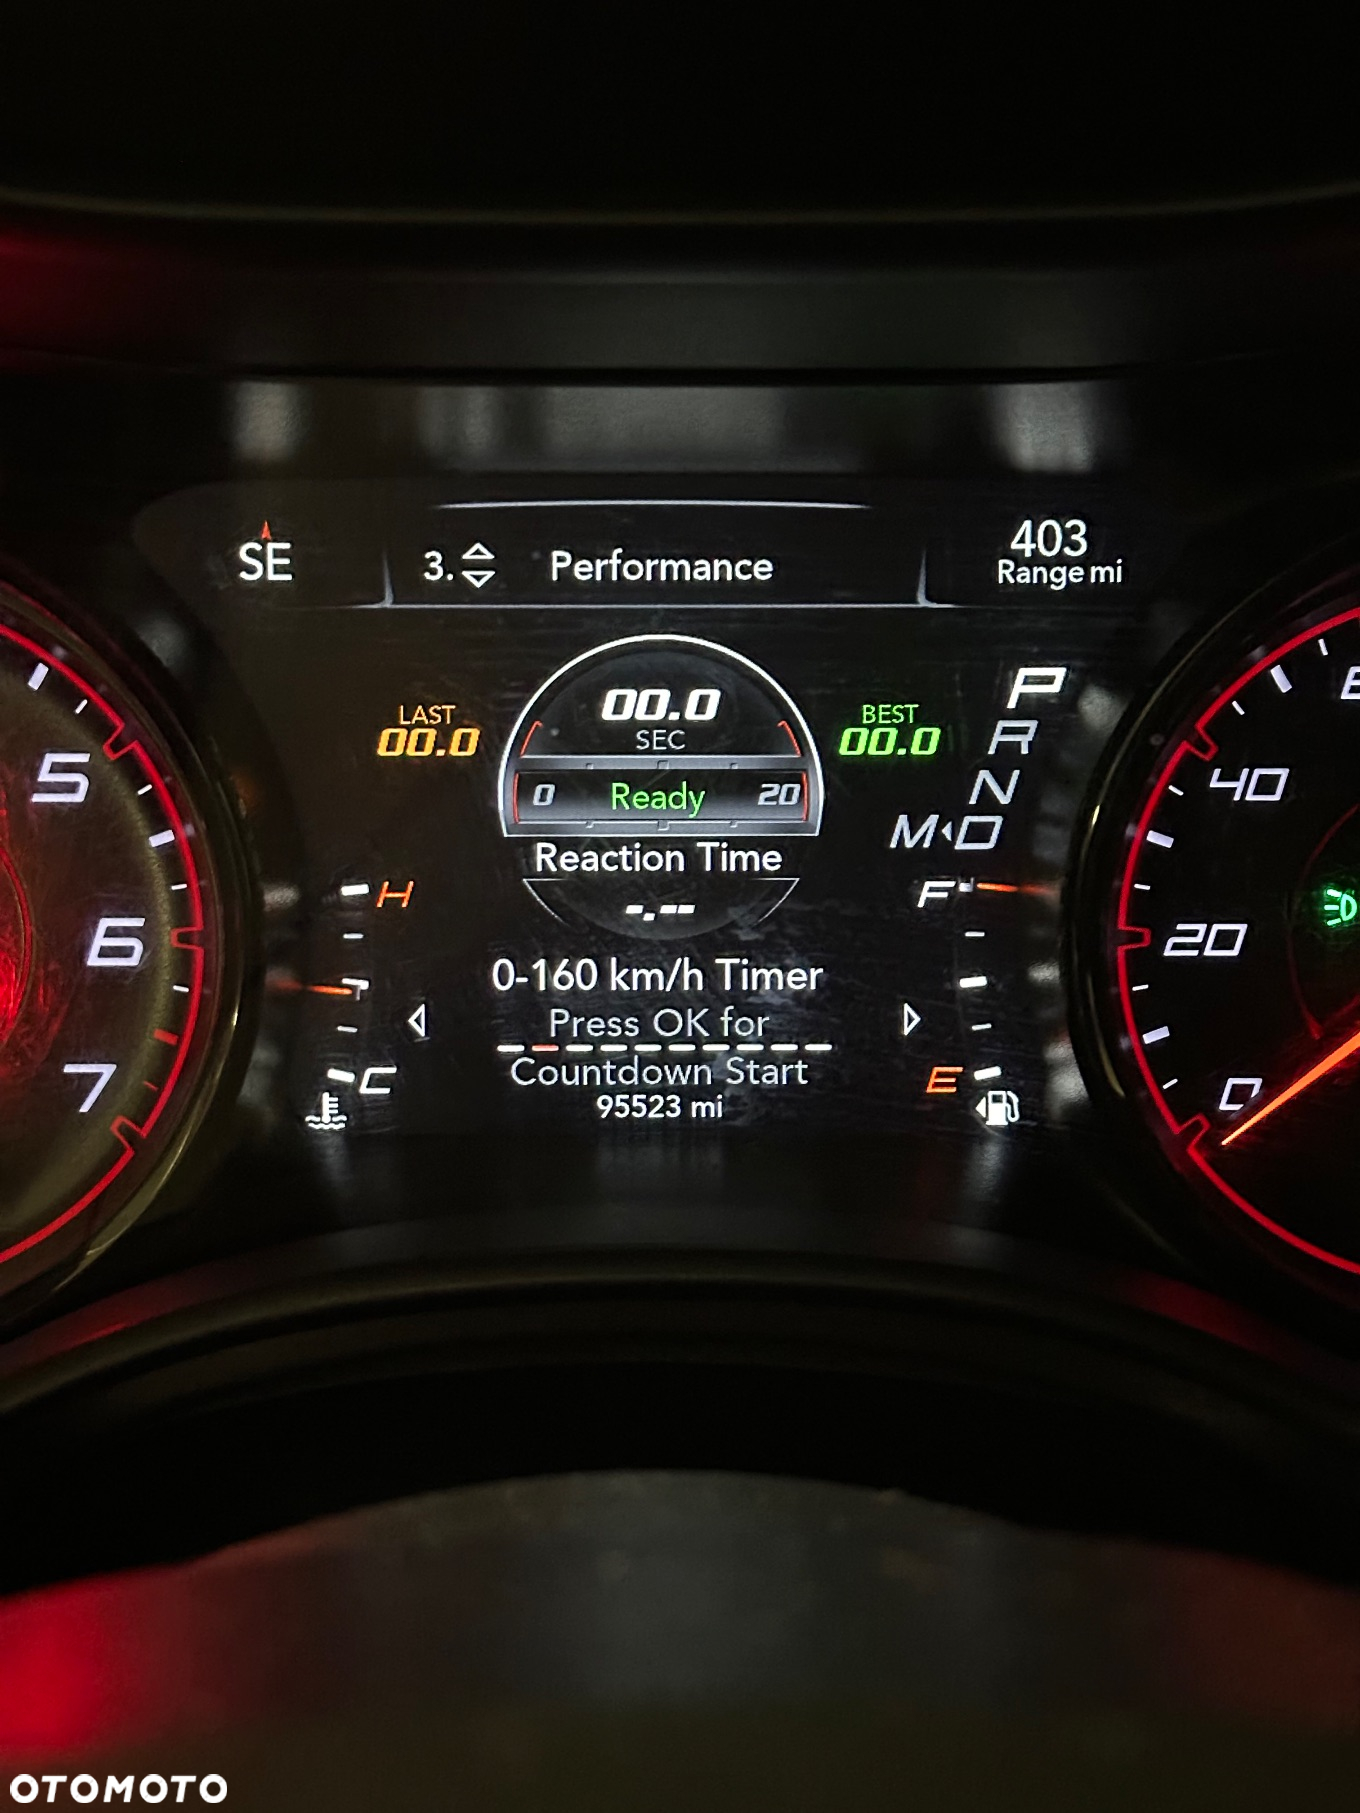 SE
3. Performance
403
Range mi
00.0
SEC
LAST
00.0
BEST
00.0
0 Ready 20
Reaction Time
-.--
P
R
N
M D
H
C
F
E
0-160 km/h Timer
Press OK for
Countdown Start
95523 mi
5
6
7
40
20
0
OTOMOTO